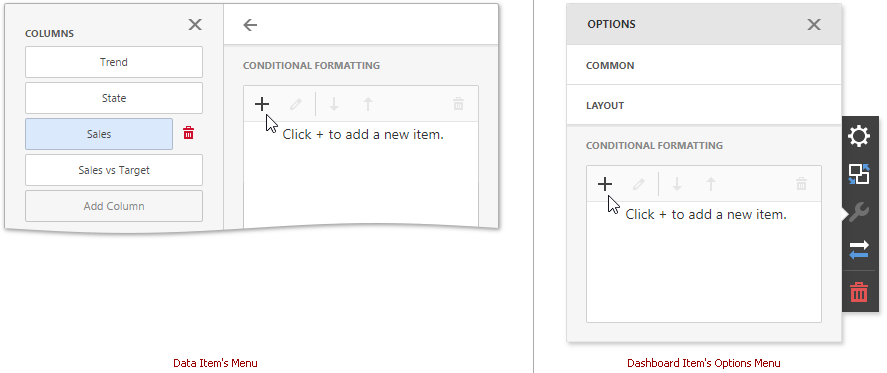 COLUMNS
Trend
State
Sales
Sales vs Target
Add Column
CONDITIONAL FORMATTING
Click + to add a new item.
Data Item's Menu
OPTIONS
COMMON
LAYOUT
CONDITIONAL FORMATTING
Click + to add a new item.
Dashboard Item's Options Menu